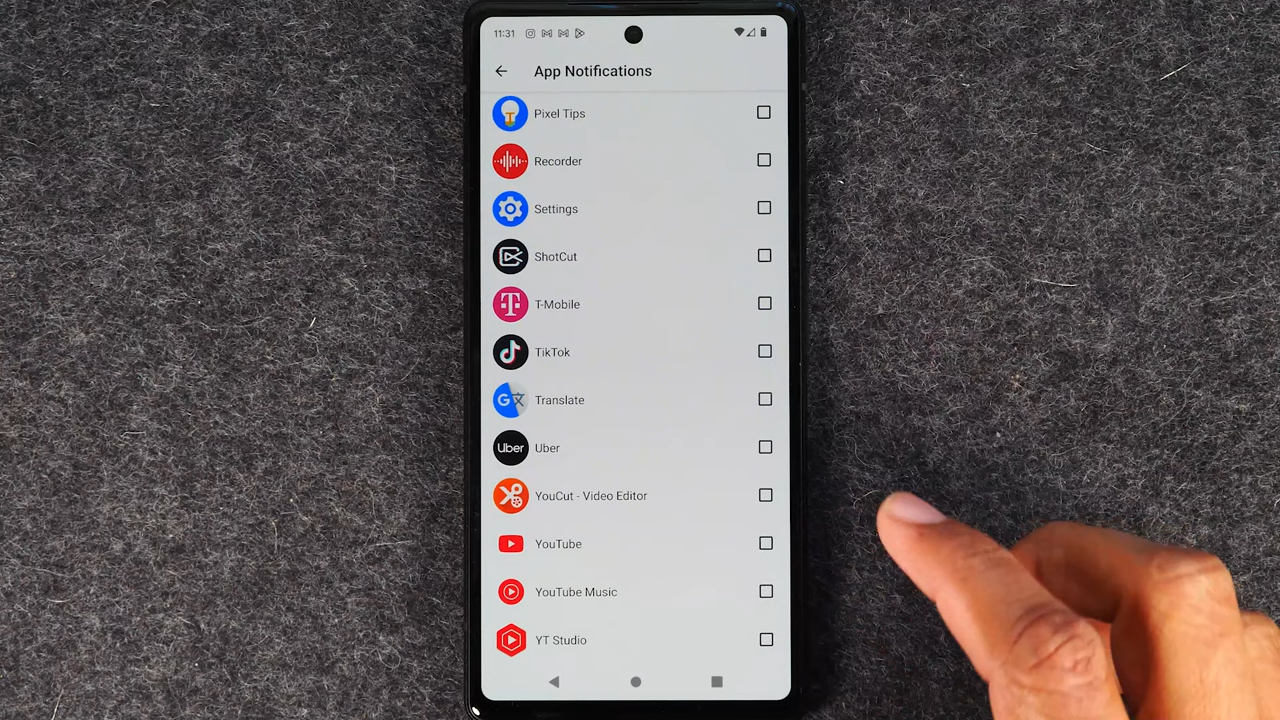 11:31
App Notifications
Pixel Tips
Recorder
Settings
ShotCut
T-Mobile
TikTok
Translate
Uber
Uber
YouCut - Video Editor
YouTube
YouTube Music
YT Studio